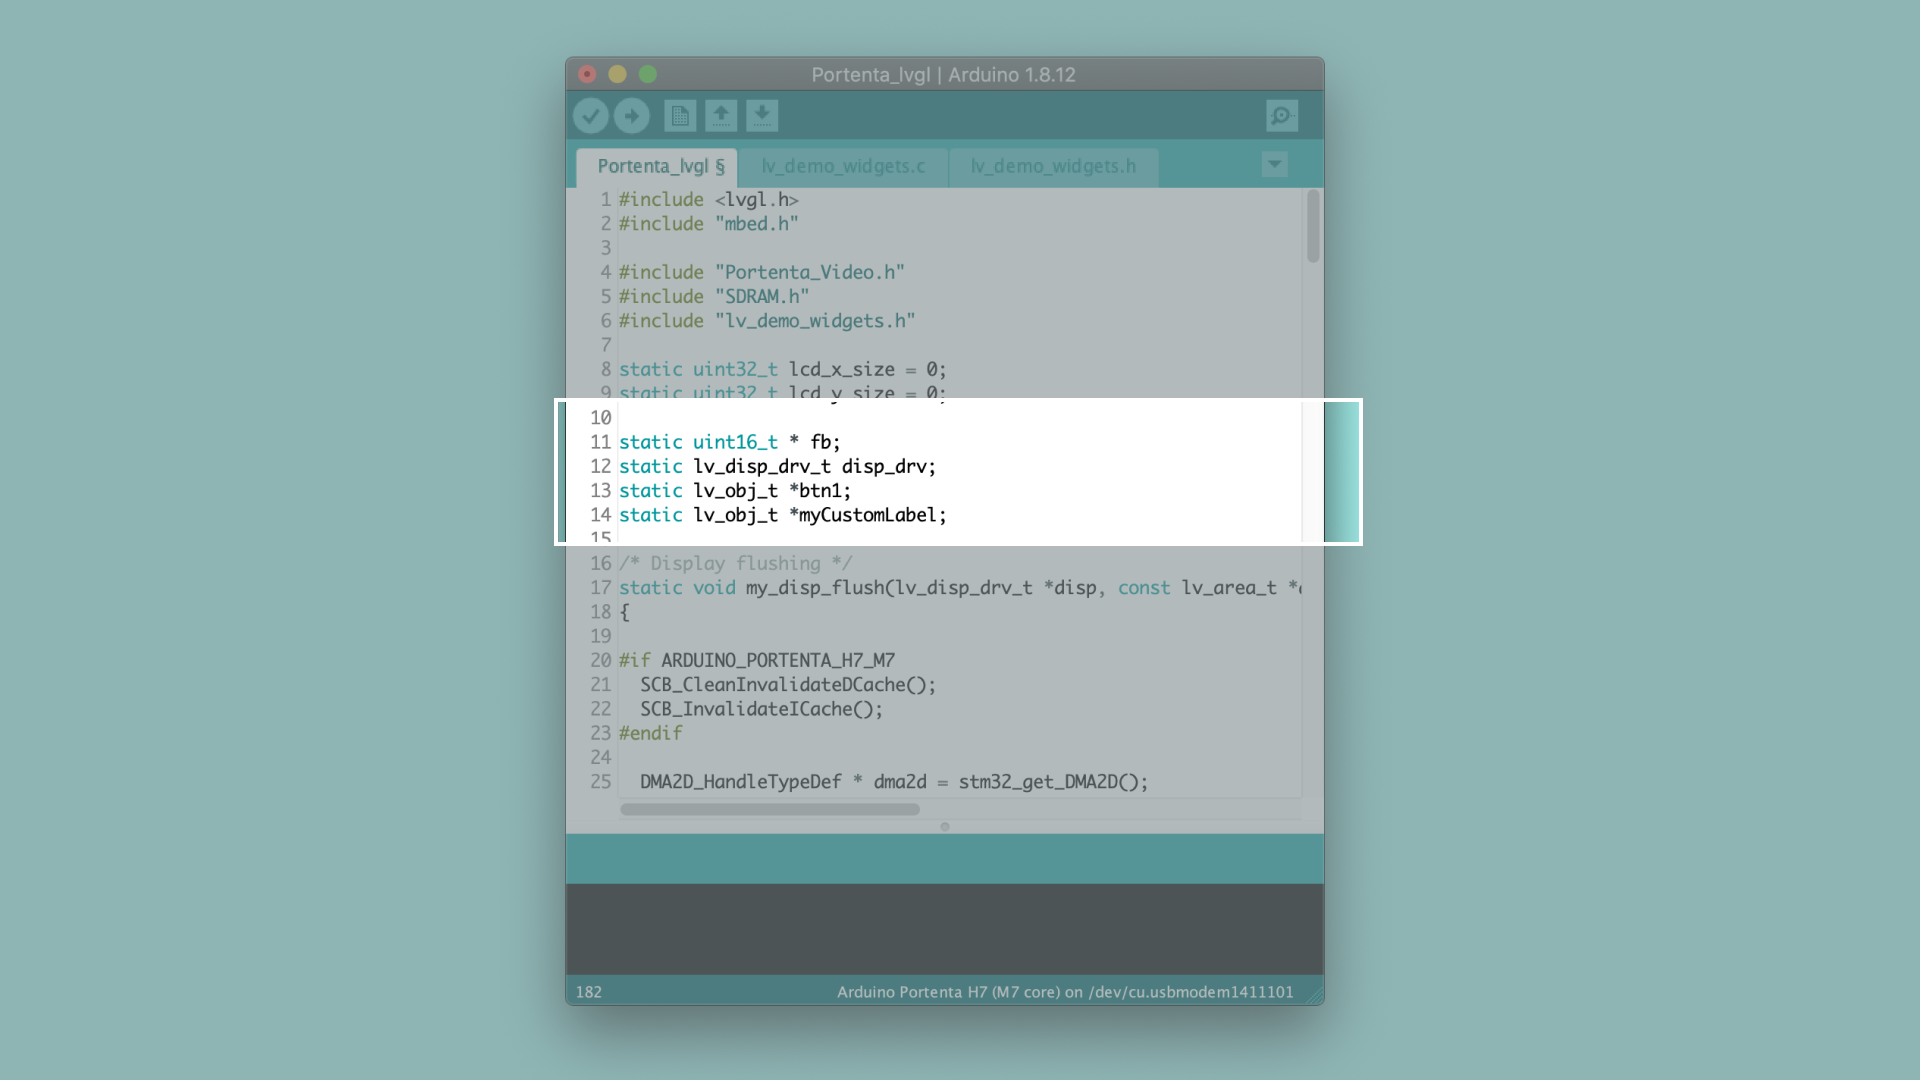 Portenta_lvgl | Arduino 1.8.12
Portenta_lvgl § lv_demo_widgets.c lv_demo_widgets.h
1 #include <lvgl.h>
2 #include "mbed.h"
3
4 #include "Portenta_Video.h"
5 #include "SDRAM.h"
6 #include "lv_demo_widgets.h"
7
8 static uint32_t lcd_x_size = 0;
9 static uint32_t lcd_y_size = 0;
10
11 static uint16_t * fb;
12 static lv_disp_drv_t disp_drv;
13 static lv_obj_t *btn1;
14 static lv_obj_t *myCustomLabel;
15
16 /* Display flushing */
17 static void my_disp_flush(lv_disp_drv_t *disp, const lv_area_t *
18 {
19
20 #if ARDUINO_PORTENTA_H7_M7
21 SCB_CleanInvalidateDCache();
22 SCB_InvalidateICache();
23 #endif
24
25 DMA2D_HandleTypeDef * dma2d = stm32_get_DMA2D();
182 Arduino Portenta H7 (M7 core) on /dev/cu.usbmodem1411101